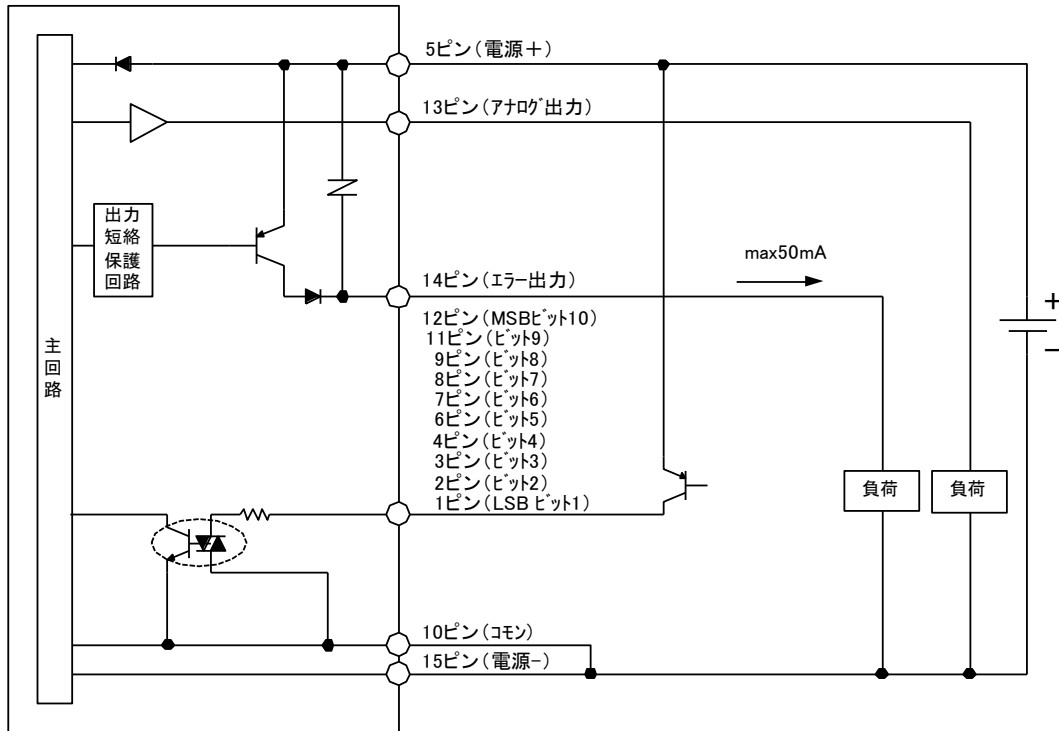 5ピン(電源+)
13ピン(アナログ出力)
出力
短絡
保護
回路
max50mA
14ピン(エラー出力)
12ピン(MSBビット10)
11ピン(ビット9)
9ピン(ビット8)
8ピン(ビット7)
7ピン(ビット6)
6ピン(ビット5)
4ピン(ビット4)
3ピン(ビット3)
2ピン(ビット2)
1ピン(LSB ビット1)
主
回
路
負荷
負荷
+
-
10ピン(コモン)
15ピン(電源-)